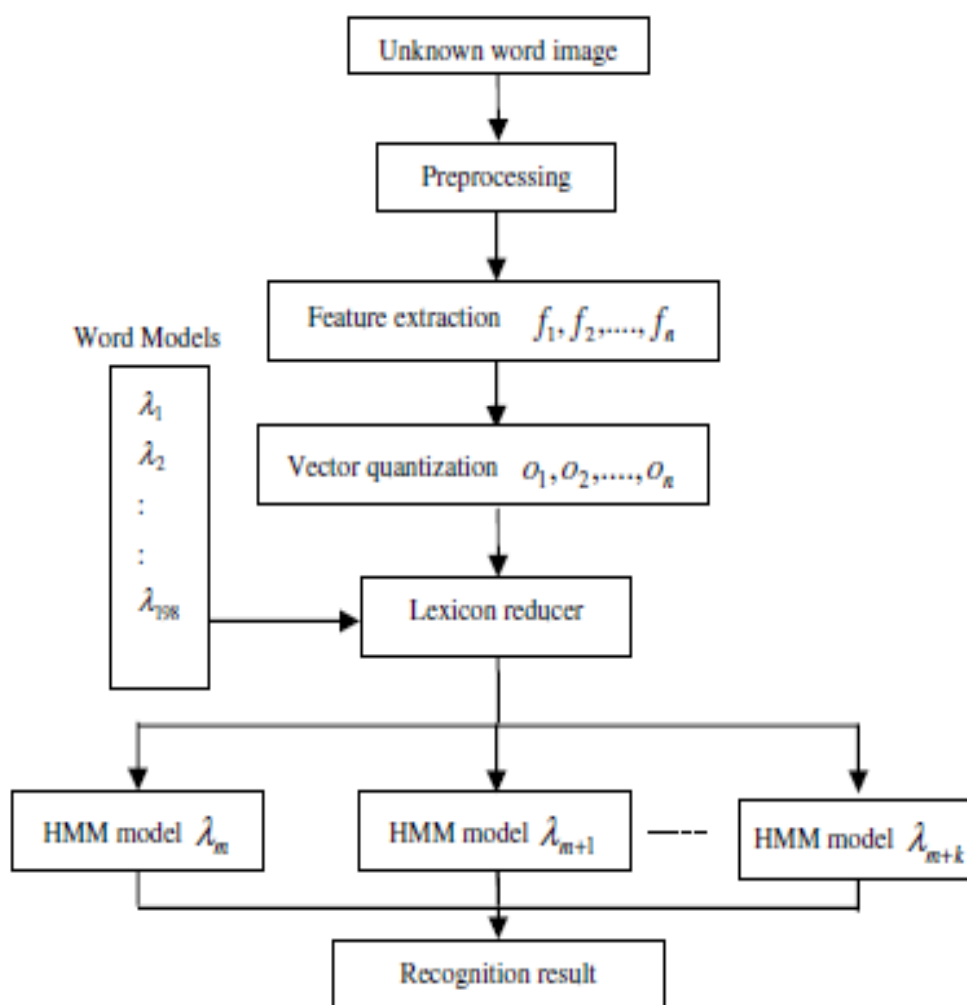 Unknown word image
Preprocessing
Feature extraction f₁, f₂,...., fₙ
Word Models
λ₁
λ₂
:
:
λ₁₉₈
Vector quantization o₁, o₂,...., oₙ
Lexicon reducer
HMM model λₘ
HMM model λₘ₊₁
HMM model λₘ₊ₖ
Recognition result